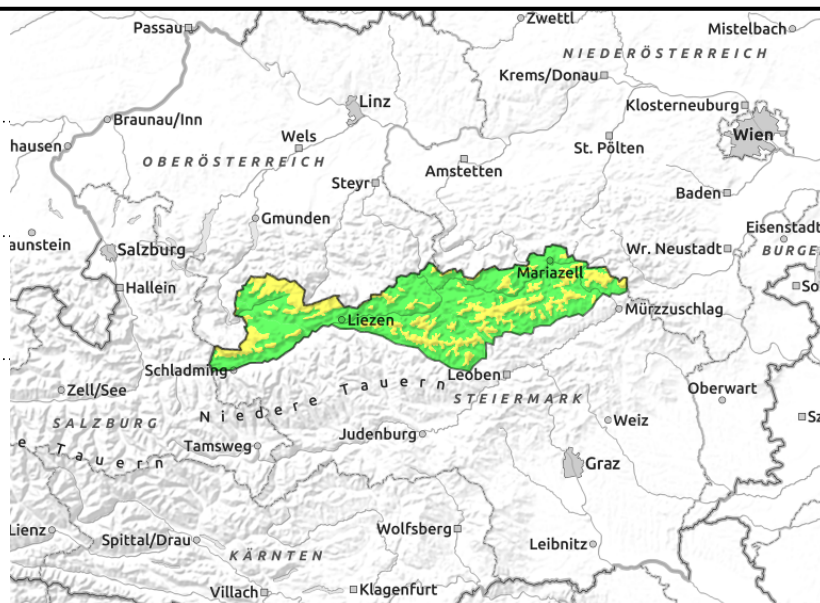 Zwettl
Passau
Mistelbach
NIEDERÖSTERREICH
Krems/Donau
Linz
Klosterneuburg
Braunau/Inn
Wien
hausen
Wels
St. Pölten
OBERÖSTERREICH
Amstetten
Steyr
Baden
Gmunden
Eisenstadt
aunstein
Salzburg
Wr. Neustadt
BURGE
Mariazell
Hallein
So
Liezen
Mürzzuschlag
Schladming
Leoben
Zell/See
Niedere Tauern
Oberwart
STEIERMARK
SALZBURG
Weiz
Sz
Judenburg
e Tauern
Tamsweg
Graz
Lienz
Wolfsberg
Spittal/Drau
Leibnitz
KÄRNTEN
Villach
Klagenfurt